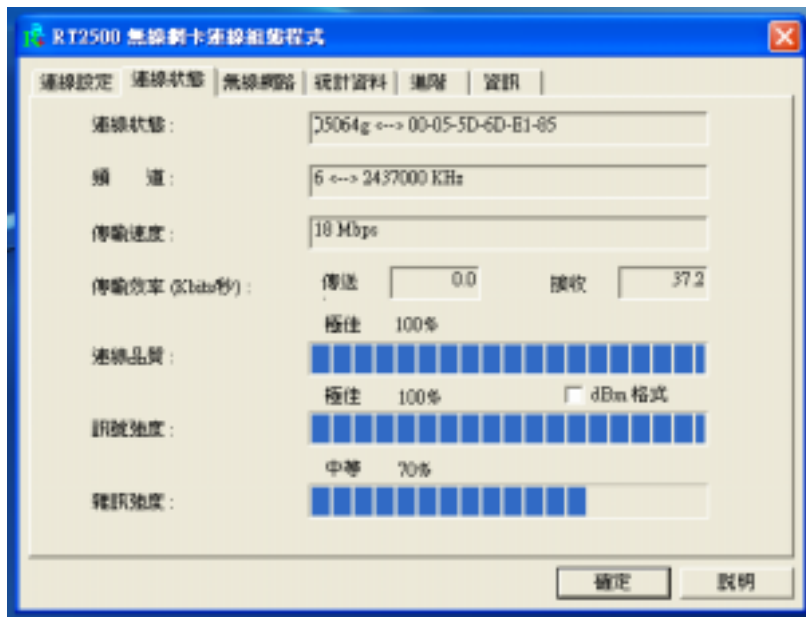 RT2500 無線網卡連線組態程式
連線設定 連線狀態 無線網路 統計資料 進階 資訊
連線狀態 : 05064g <--> 00-05-5D-6D-E1-85
頻 道 : 6 <--> 2437000 KHz
傳輸速度 : 18 Mbps
傳輸效率 (Kbits/秒) : 傳送 0.0 接收 37.2
極佳 100%
連線品質 :
極佳 100% dBm 格式
訊號強度 :
中等 70%
雜訊強度 :
確定 說明